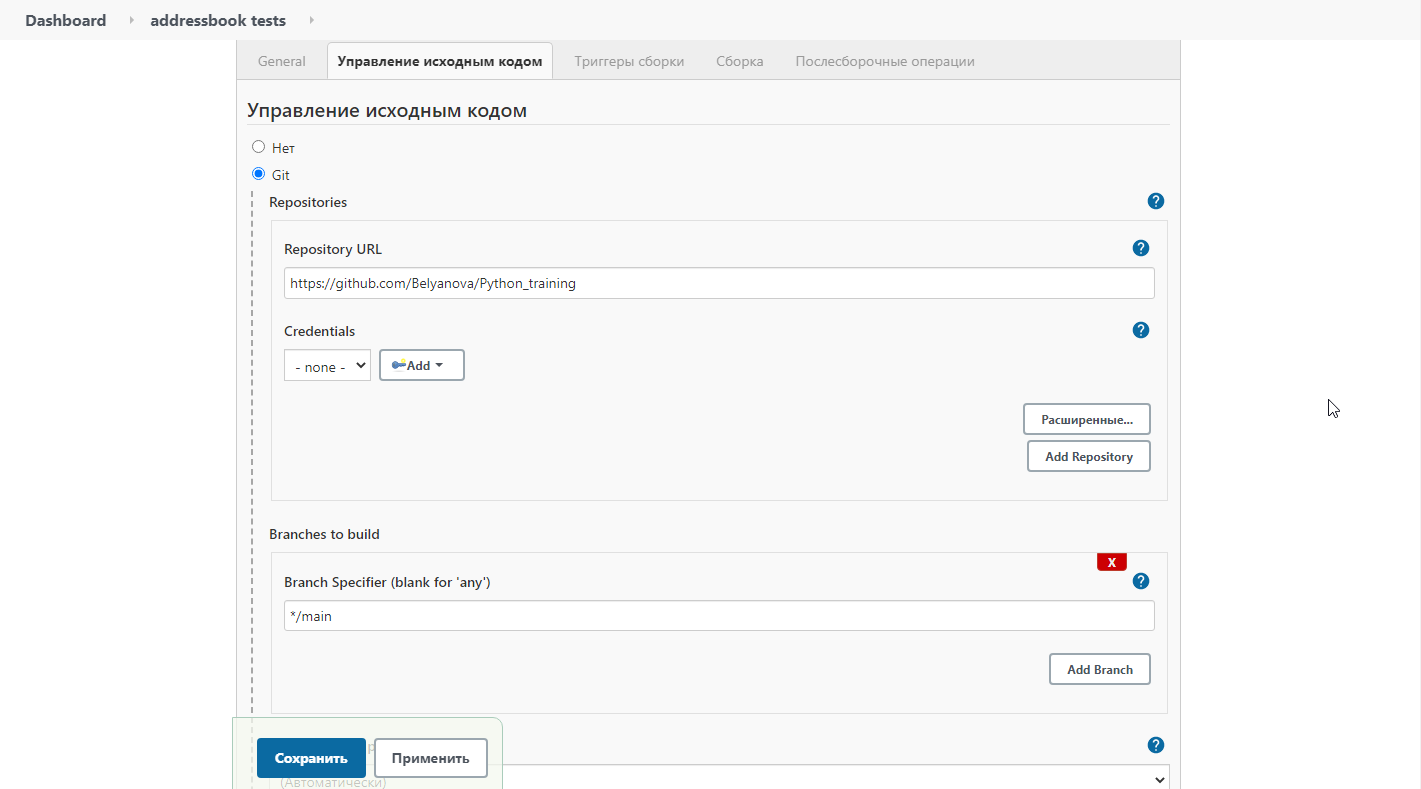 Dashboard addressbook tests
General Управление исходным кодом Триггеры сборки Сборка Послесборочные операции
Управление исходным кодом
Нет
Git
Repositories ?
Repository URL ?
https://github.com/Belyanova/Python_training
Credentials ?
- none - Add
Расширенные...
Add Repository
Branches to build
X
Branch Specifier (blank for 'any') ?
*/main
Add Branch
?
Сохранить Применить
(Автоматически)